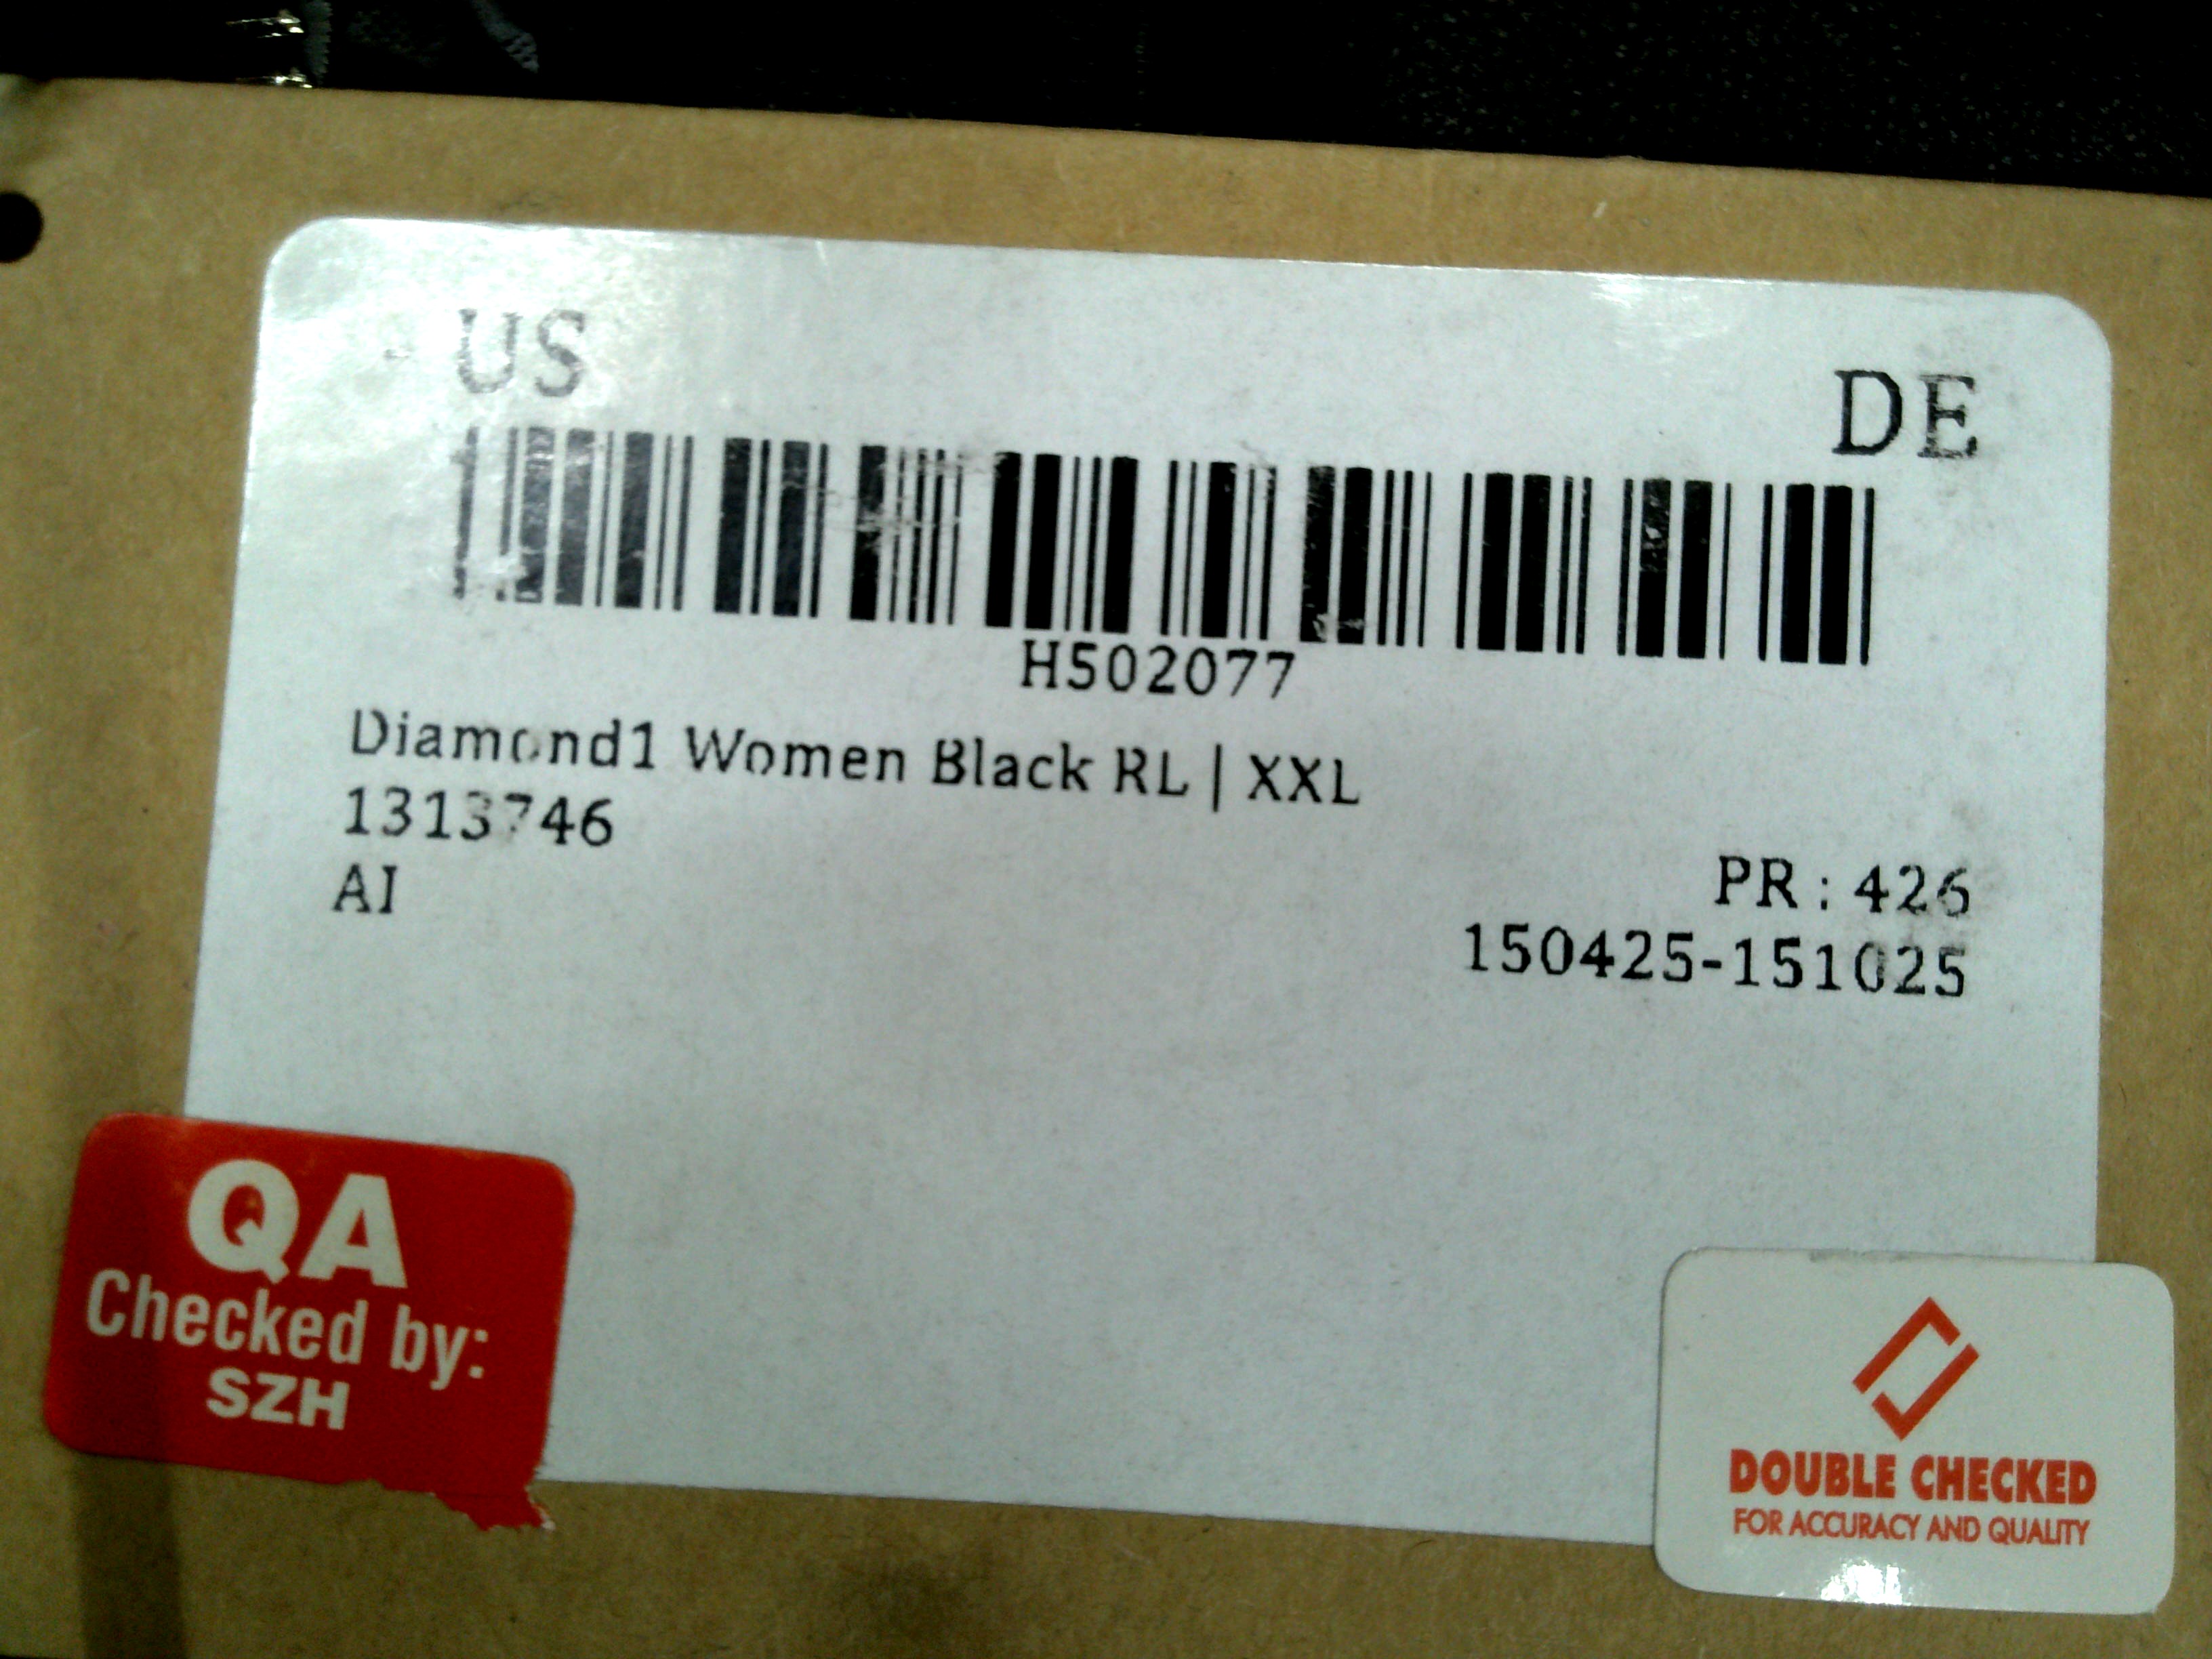 US
DE
H502077
Diamond1 Women Black RL | XXL
1313746
AI
PR : 426
150425-151025
QA
Checked by:
SZH
DOUBLE CHECKED
FOR ACCURACY AND QUALITY